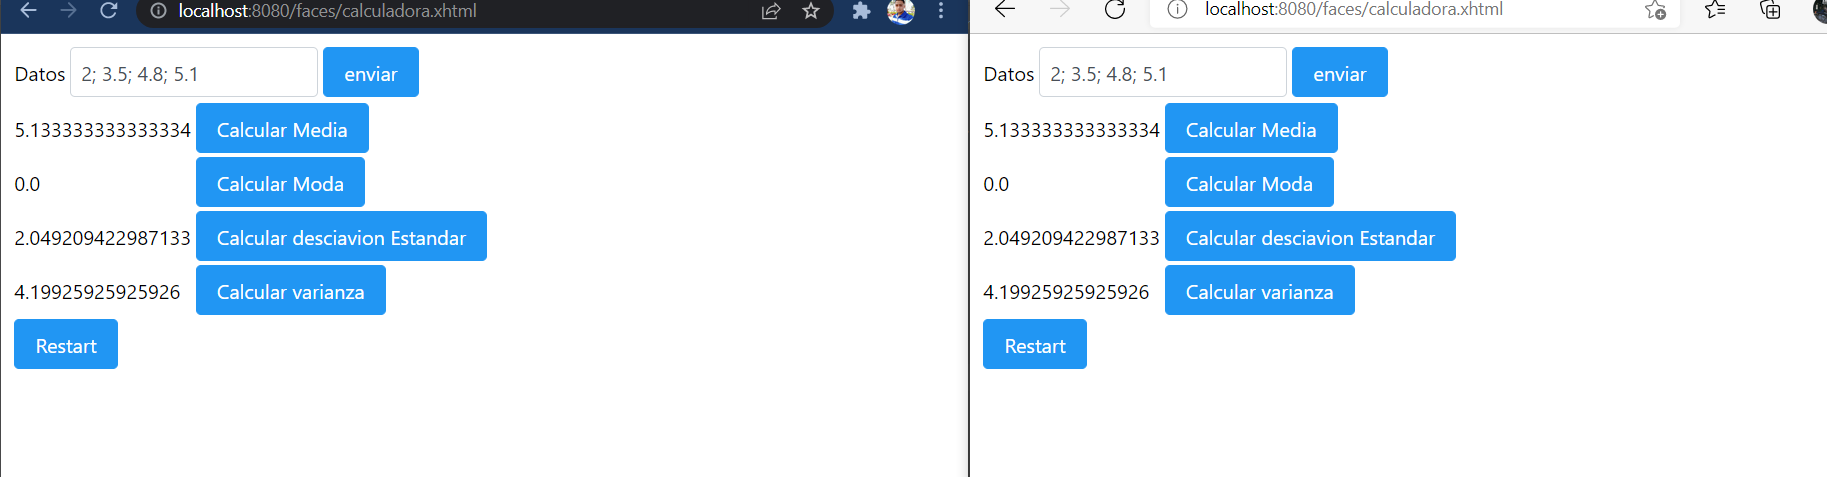 localhost:8080/faces/calculadora.xhtml
Datos 2; 3.5; 4.8; 5.1 enviar
5.133333333333334 Calcular Media
0.0 Calcular Moda
2.049209422987133 Calcular desciavion Estandar
4.19925925925926 Calcular varianza
Restart
localhost:8080/faces/calculadora.xhtml
Datos 2; 3.5; 4.8; 5.1 enviar
5.133333333333334 Calcular Media
0.0 Calcular Moda
2.049209422987133 Calcular desciavion Estandar
4.19925925925926 Calcular varianza
Restart